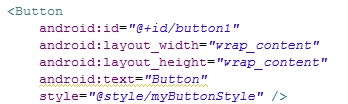 <Button
android:id="@+id/button1"
android:layout_width="wrap_content"
android:layout_height="wrap_content"
android:text="Button"
style="@style/myButtonStyle" />